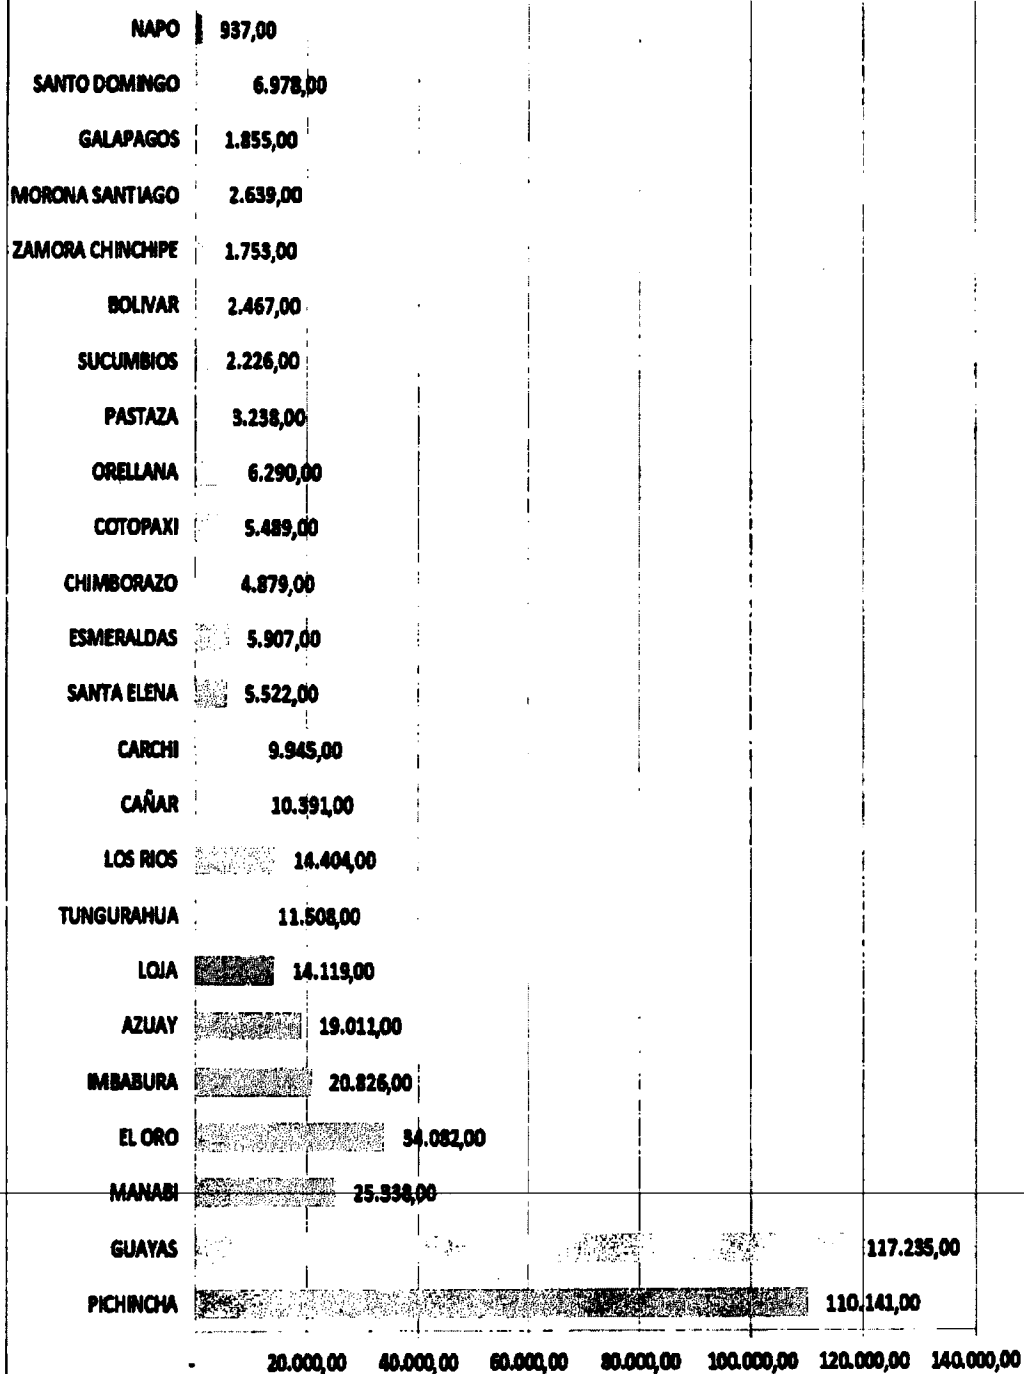 NAPO 937,00
SANTO DOMINGO 6.978,00
GALAPAGOS 1.855,00
MORONA SANTIAGO 2.639,00
ZAMORA CHINCHIPE 1.753,00
BOLIVAR 2.467,00
SUCUMBIOS 2.226,00
PASTAZA 3.238,00
ORELLANA 6.290,00
COTOPAXI 5.489,00
CHIMBORAZO 4.879,00
ESMERALDAS 5.907,00
SANTA ELENA 5.522,00
CARCHI 9.945,00
CAÑAR 10.391,00
LOS RIOS 14.404,00
TUNGURAHUA 11.508,00
LOJA 14.119,00
AZUAY 19.011,00
IMBABURA 20.826,00
EL ORO 34.082,00
MANABI 25.338,00
GUAYAS 117.235,00
PICHINCHA 110.141,00
- 20.000,00 40.000,00 60.000,00 80.000,00 100.000,00 120.000,00 140.000,00